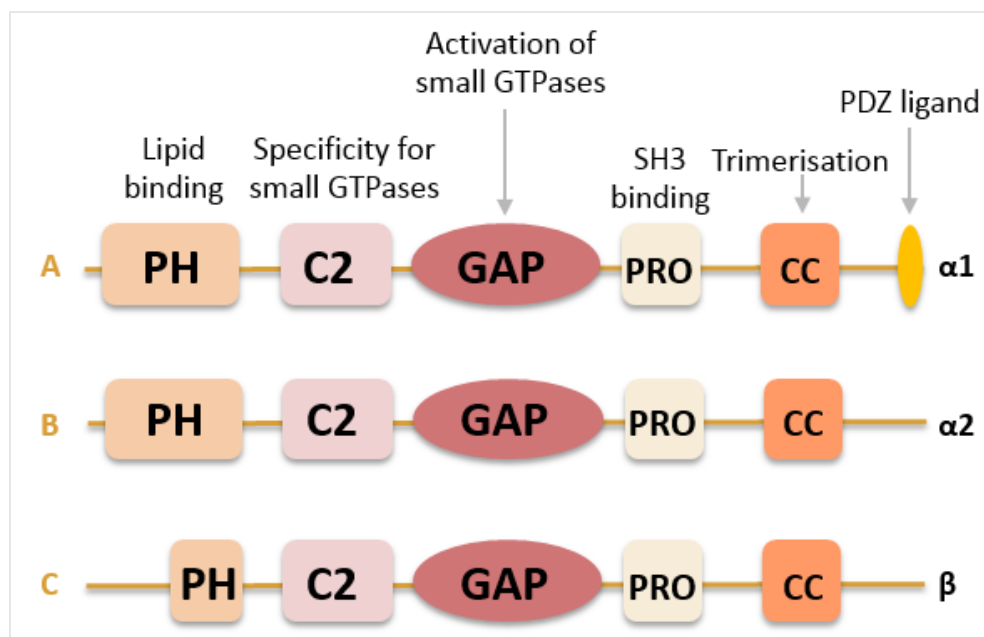 Activation of
small GTPases
PDZ ligand
Lipid
binding
Specificity for
small GTPases
SH3
binding
Trimerisation
A PH C2 GAP PRO CC α1
B PH C2 GAP PRO CC α2
C PH C2 GAP PRO CC β